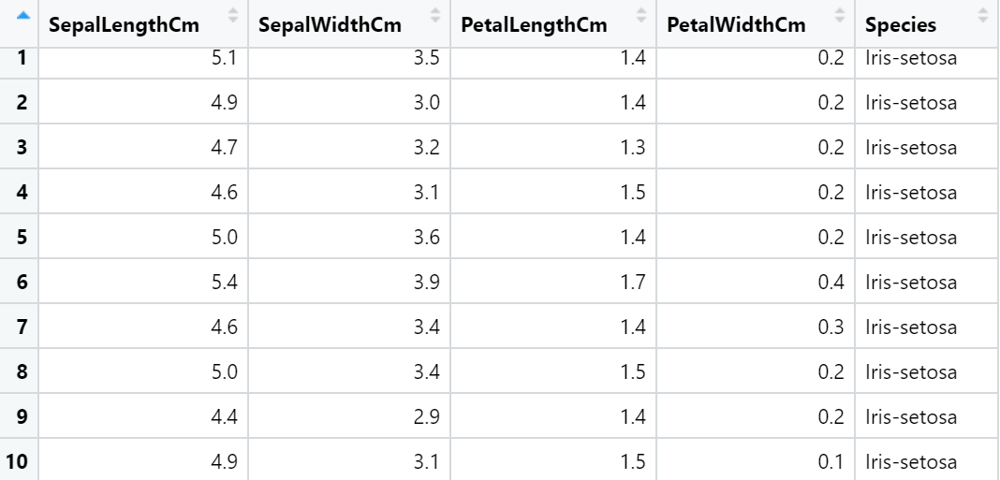 SepalLengthCm SepalWidthCm PetalLengthCm PetalWidthCm Species
1 5.1 3.5 1.4 0.2 Iris-setosa
2 4.9 3.0 1.4 0.2 Iris-setosa
3 4.7 3.2 1.3 0.2 Iris-setosa
4 4.6 3.1 1.5 0.2 Iris-setosa
5 5.0 3.6 1.4 0.2 Iris-setosa
6 5.4 3.9 1.7 0.4 Iris-setosa
7 4.6 3.4 1.4 0.3 Iris-setosa
8 5.0 3.4 1.5 0.2 Iris-setosa
9 4.4 2.9 1.4 0.2 Iris-setosa
10 4.9 3.1 1.5 0.1 Iris-setosa